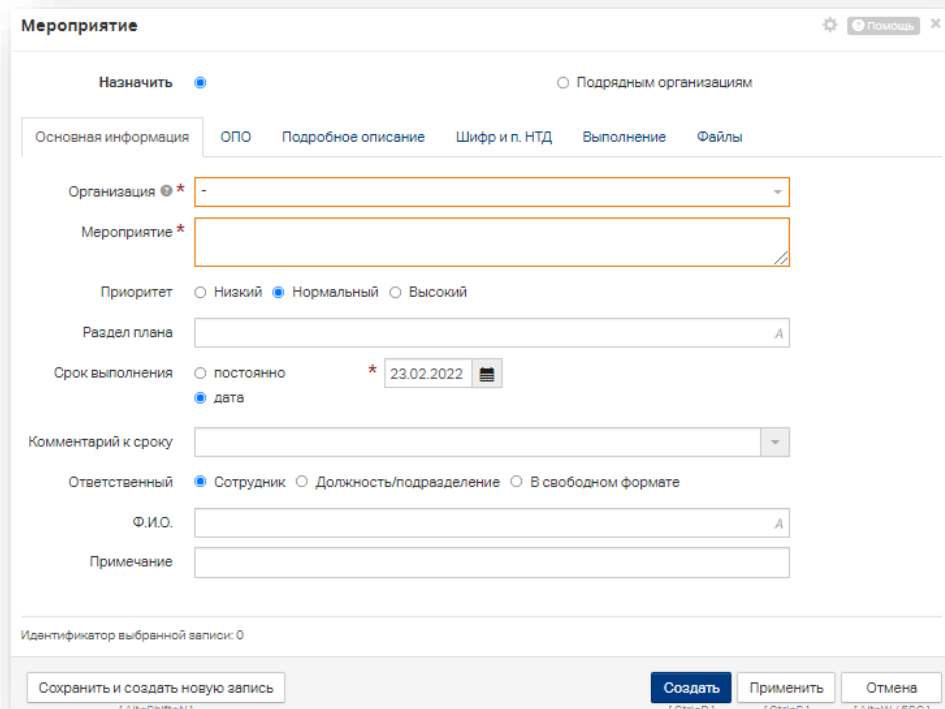 Мероприятие
Помощь
Назначить
Подрядным организациям
Основная информация ОПО Подробное описание Шифр и п. НТД Выполнение Файлы
Организация * -
Мероприятие *
Приоритет Низкий Нормальный Высокий
Раздел плана A
Срок выполнения постоянно * 23.02.2022
дата
Комментарий к сроку
Ответственный Сотрудник Должность/подразделение В свободном формате
Ф.И.О. A
Примечание
Идентификатор выбранной записи: 0
Сохранить и создать новую запись Создать Применить Отмена